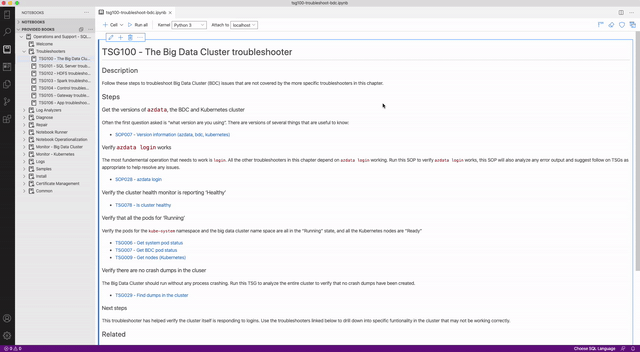 tsg100-troubleshoot-bdc.ipynb
NOTEBOOKS
tsg100-troubleshoot-bdc.ipynb ×
NOTEBOOKS
PROVIDED BOOKS
Operations and Support - SQL...
Welcome
Troubleshooters
TSG100 - The Big Data Clu...
TSG101 - SQL Server troub...
TSG102 - HDFS troublesho...
TSG103 - Spark troublesho...
TSG104 - Control troubles...
TSG105 - Gateway troubles...
TSG106 - App troubleshoo...
Log Analyzers
Diagnose
Repair
Notebook Runner
Notebook Operationalization
Monitor - Big Data Cluster
Monitor - Kubernetes
Logs
Samples
Install
Certificate Management
Common
+ Cell Run all Kernel Python 3 Attach to localhost
TSG100 - The Big Data Cluster troubleshooter
Description
Follow these steps to troubleshoot Big Data Cluster (BDC) issues that are not covered by the more specific troubleshooters in this chapter.
Steps
Get the versions of azdata, the BDC and Kubernetes cluster
Often the first question asked is "what version are you using". There are versions of several things that are useful to know:
• SOP007 - Version information (azdata, bdc, kubernetes)
Verify azdata login works
The most fundamental operation that needs to work is login. All the other troubleshooters in this chapter depend on azdata login working. Run this SOP to verify azdata login works, this SOP will also analyze any error output and suggest follow on TSGs as
appropriate to help resolve any issues.
• SOP028 - azdata login
Verify the cluster health monitor is reporting 'Healthy'
• TSG078 - Is cluster healthy
Verify that all the pods for 'Running'
Verify the pods for the kube-system namespace and the big data cluster name space are all in the "Running" state, and all the Kubernetes nodes are "Ready"
• TSG006 - Get system pod status
• TSG007 - Get BDC pod status
• TSG009 - Get nodes (Kubernetes)
Verify there are no crash dumps in the cluser
The Big Data Cluster should run without any process crashing. Run this TSG to analyze the entire cluster to verify that no crash dumps have been created.
• TSG029 - Find dumps in the cluster
Next steps
This troubleshooter has helped verify the cluster itself is responding to logins. Use the troubleshooters linked below to drill down into specific funtionality in the cluster that may not be working correctly.
Related
0 0
Choose SQL Language